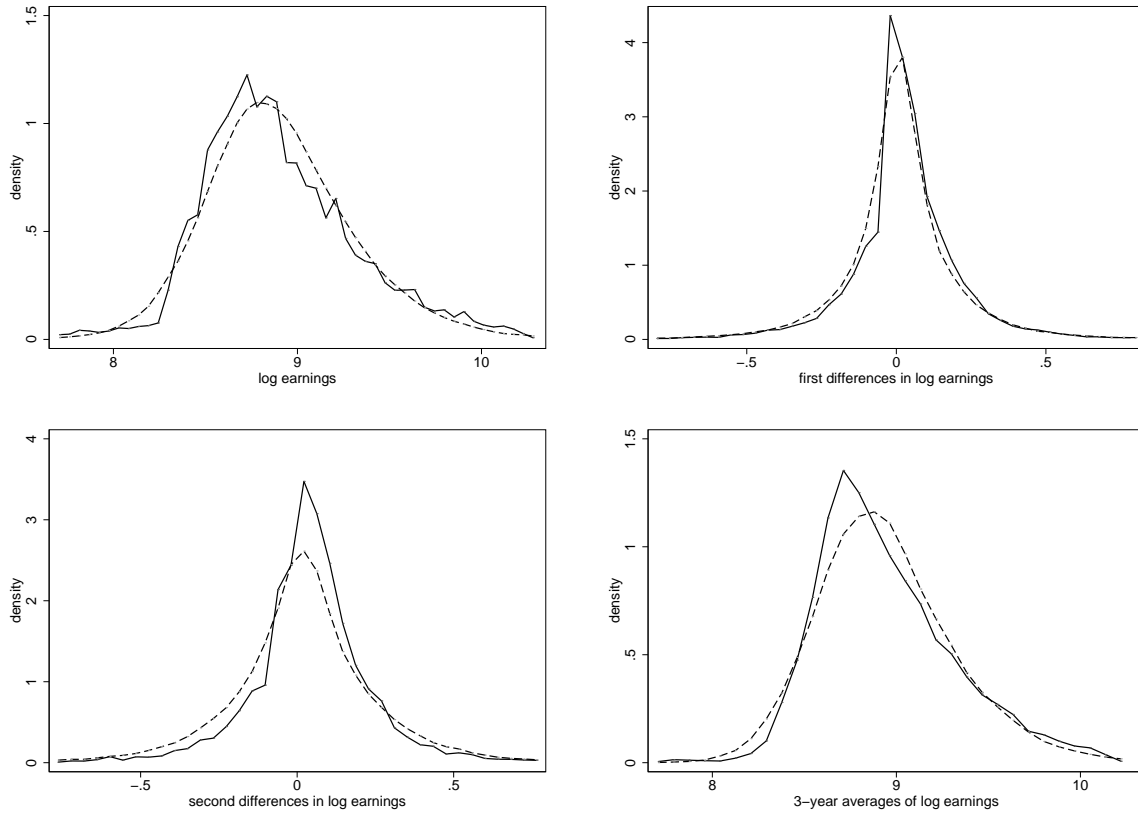 1.5
1
.5
0
density
8 9 10
log earnings
4
3
2
1
0
density
−.5 0 .5
first differences in log earnings
4
3
2
1
0
density
−.5 0 .5
second differences in log earnings
1.5
1
.5
0
density
8 9 10
3−year averages of log earnings